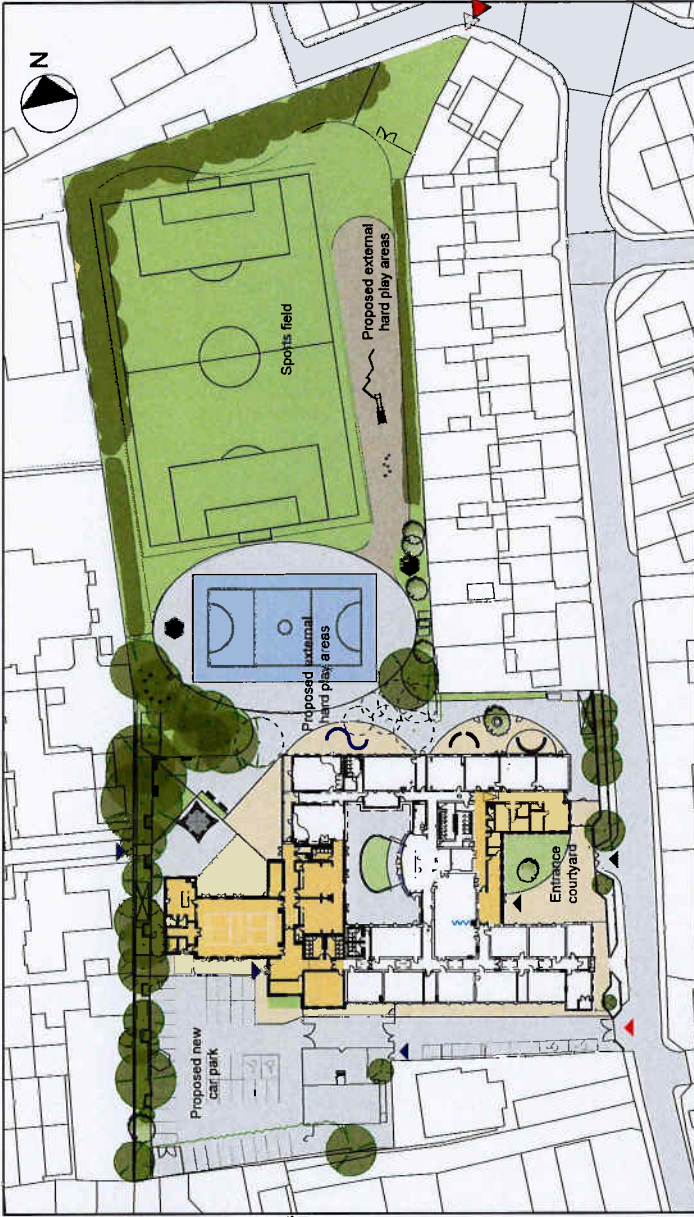 N
Sports field
Proposed external
hard play areas
Proposed external
hard play areas
Entrance
courtyard
Proposed new
car park